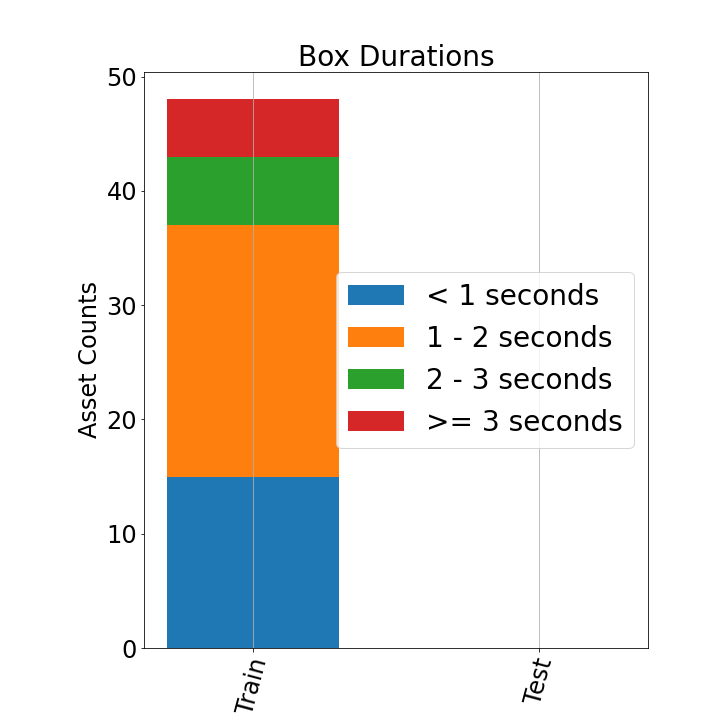 Box Durations
50
40
30
20
10
0
Asset Counts
< 1 seconds
1 - 2 seconds
2 - 3 seconds
>= 3 seconds
Train
Test